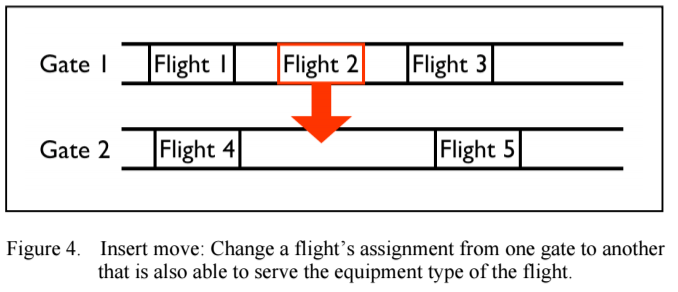 Gate 1 Flight 1 Flight 2 Flight 3
Gate 2 Flight 4 Flight 5
Figure 4. Insert move: Change a flight's assignment from one gate to another
that is also able to serve the equipment type of the flight.